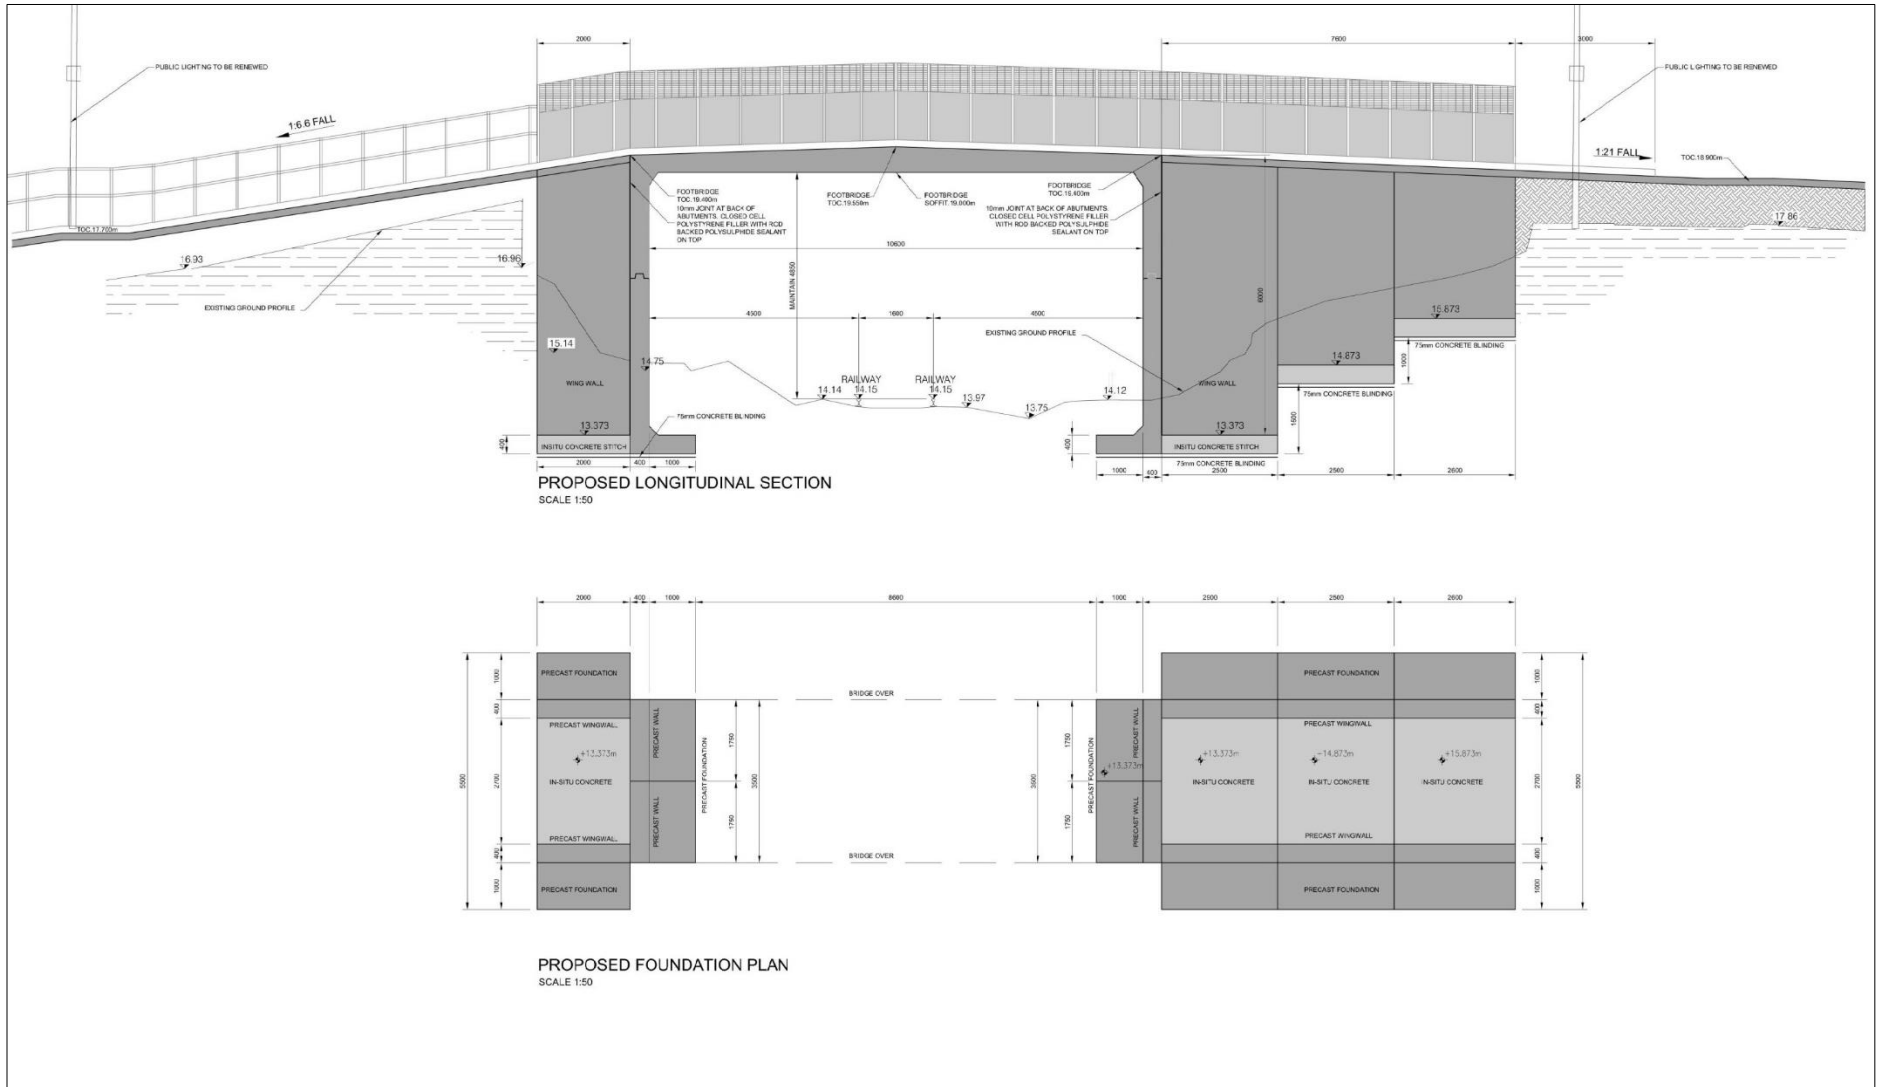 2000
7600
3000
PUBLIC LIGHTING TO BE RENEWED
PUBLIC LIGHTING TO BE RENEWED
1:6.6 FALL
1:21 FALL
TOC.18.900m
FOOTBRIDGE
TOC.19.400m
10mm JOINT AT BACK OF
ABUTMENTS. CLOSED CELL
POLYSTYRENE FILLER WITH ROD
BACKED POLYSULPHIDE SEALANT
ON TOP
FOOTBRIDGE
TOC.19.550m
FOOTBRIDGE
SOFFIT.19.000m
FOOTBRIDGE
TOC.19.400m
10mm JOINT AT BACK OF ABUTMENTS.
CLOSED CELL POLYSTYRENE FILLER
WITH ROD BACKED POLYSULPHIDE
SEALANT ON TOP
TOC.17.700m
17.86
10600
16.93
16.96
MAINTAIN 4850
6000
EXISTING GROUND PROFILE
4500
1600
4500
15.873
EXISTING GROUND PROFILE
15.14
14.75
75mm CONCRETE BLINDING
1000
14.873
WING WALL
RAILWAY
14.14
14.15
RAILWAY
14.15
13.97
13.75
14.12
WING WALL
75mm CONCRETE BLINDING
1500
75mm CONCRETE BLINDING
13.373
13.373
400
INSITU CONCRETE STITCH
400
INSITU CONCRETE STITCH
75mm CONCRETE BLINDING
2000
400
1000
1000
400
2500
2500
2600
PROPOSED LONGITUDINAL SECTION
SCALE 1:50
2000
400
1000
8600
1000
2500
2500
2600
1000
PRECAST FOUNDATION
PRECAST FOUNDATION
1000
BRIDGE OVER
400
PRECAST WINGWALL
PRECAST WALL
1750
1750
PRECAST WALL
PRECAST WINGWALL
400
5500
2700
+13.373m
IN-SITU CONCRETE
PRECAST FOUNDATION
3500
3500
PRECAST FOUNDATION
+13.373m
+13.373m
IN-SITU CONCRETE
+14.873m
IN-SITU CONCRETE
+15.873m
IN-SITU CONCRETE
2700
5500
PRECAST WALL
1750
1750
PRECAST WALL
400
PRECAST WINGWALL
PRECAST WINGWALL
400
BRIDGE OVER
1000
PRECAST FOUNDATION
PRECAST FOUNDATION
1000
PROPOSED FOUNDATION PLAN
SCALE 1:50